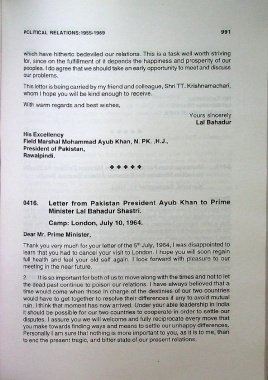 POLITICAL RELATIONS:1955-1969 991
which have hitherto bedeviled our relations. This is a task well worth striving
for, since on the fulfillment of it depends the happiness and prosperity of our
peoples. I do agree that we should take an early opportunity to meet and discuss
our problems.
This letter is being carried by my friend and colleague, Shri TT. Krishnamachari,
whom I hope you will be kind enough to receive.
With warm regards and best wishes,
Yours sincerely
Lal Bahadur
His Excellency
Field Marshal Mohammad Ayub Khan, N. PK. ,H.J.,
President of Pakistan,
Rawalpindi.
0416. Letter from Pakistan President Ayub Khan to Prime
Minister Lal Bahadur Shastri.
Camp: London, July 10, 1964.
Dear Mr. Prime Minister,
Thank you very much for your letter of the 5th July, 1964. I was disappointed to
learn that you had to cancel your visit to London. I hope you will soon regain
full health and feel your old self again. I look forward with pleasure to our
meeting in the near future.
2 It is so important for both of us to move along with the times and not to let
the dead past continue to poison our relations. I have always believed that a
time would come when those in charge of the destinies of our two countries
would have to get together to resolve their differences if any to avoid mutual
ruin. I think that moment has now arrived. Under your able leadership in India
it should be possible for our two countries to cooperate in order to settle our
disputes. I assure you we will welcome and fully reciprocate every move that
you make towards finding ways and means to settle our unhappy differences.
Personally I am sure that nothing is more important to you, as it is to me, than
to end the present tragic, and bitter state of our present relations.